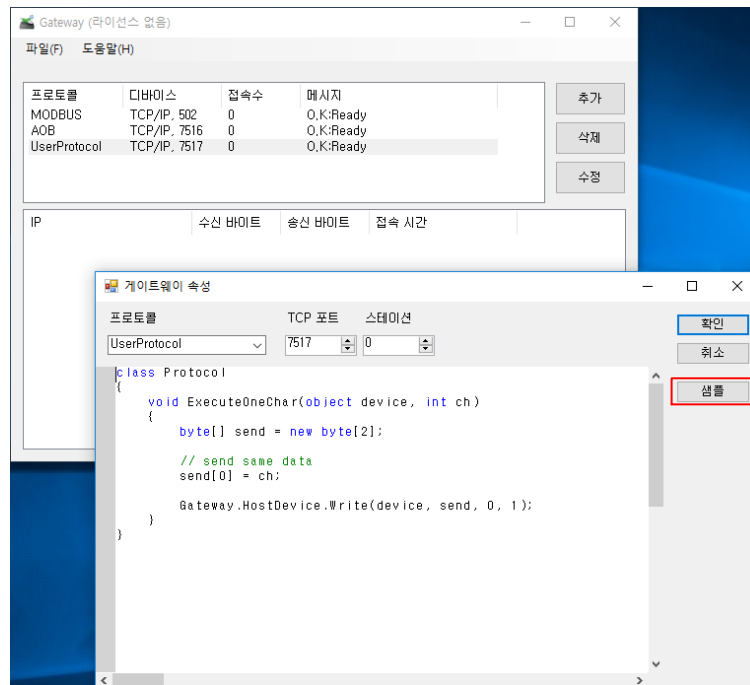 Gateway (라이선스 없음)
파일(F) 도움말(H)
프로토콜 디바이스 접속수 메시지
MODBUS TCP/IP, 502 0 O,K:Ready
AOB TCP/IP, 7516 0 O,K:Ready
UserProtocol TCP/IP, 7517 0 O,K:Ready
추가
삭제
수정
IP 수신 바이트 송신 바이트 접속 시간
게이트웨이 속성
프로토콜 TCP 포트 스테이션
UserProtocol 7517 0
확인
취소
샘플
class Protocol
{
void ExecuteOneChar(object device, int ch)
{
byte[] send = new byte[2];
// send same data
send[0] = ch;
Gateway.HostDevice.Write(device, send, 0, 1);
}
}